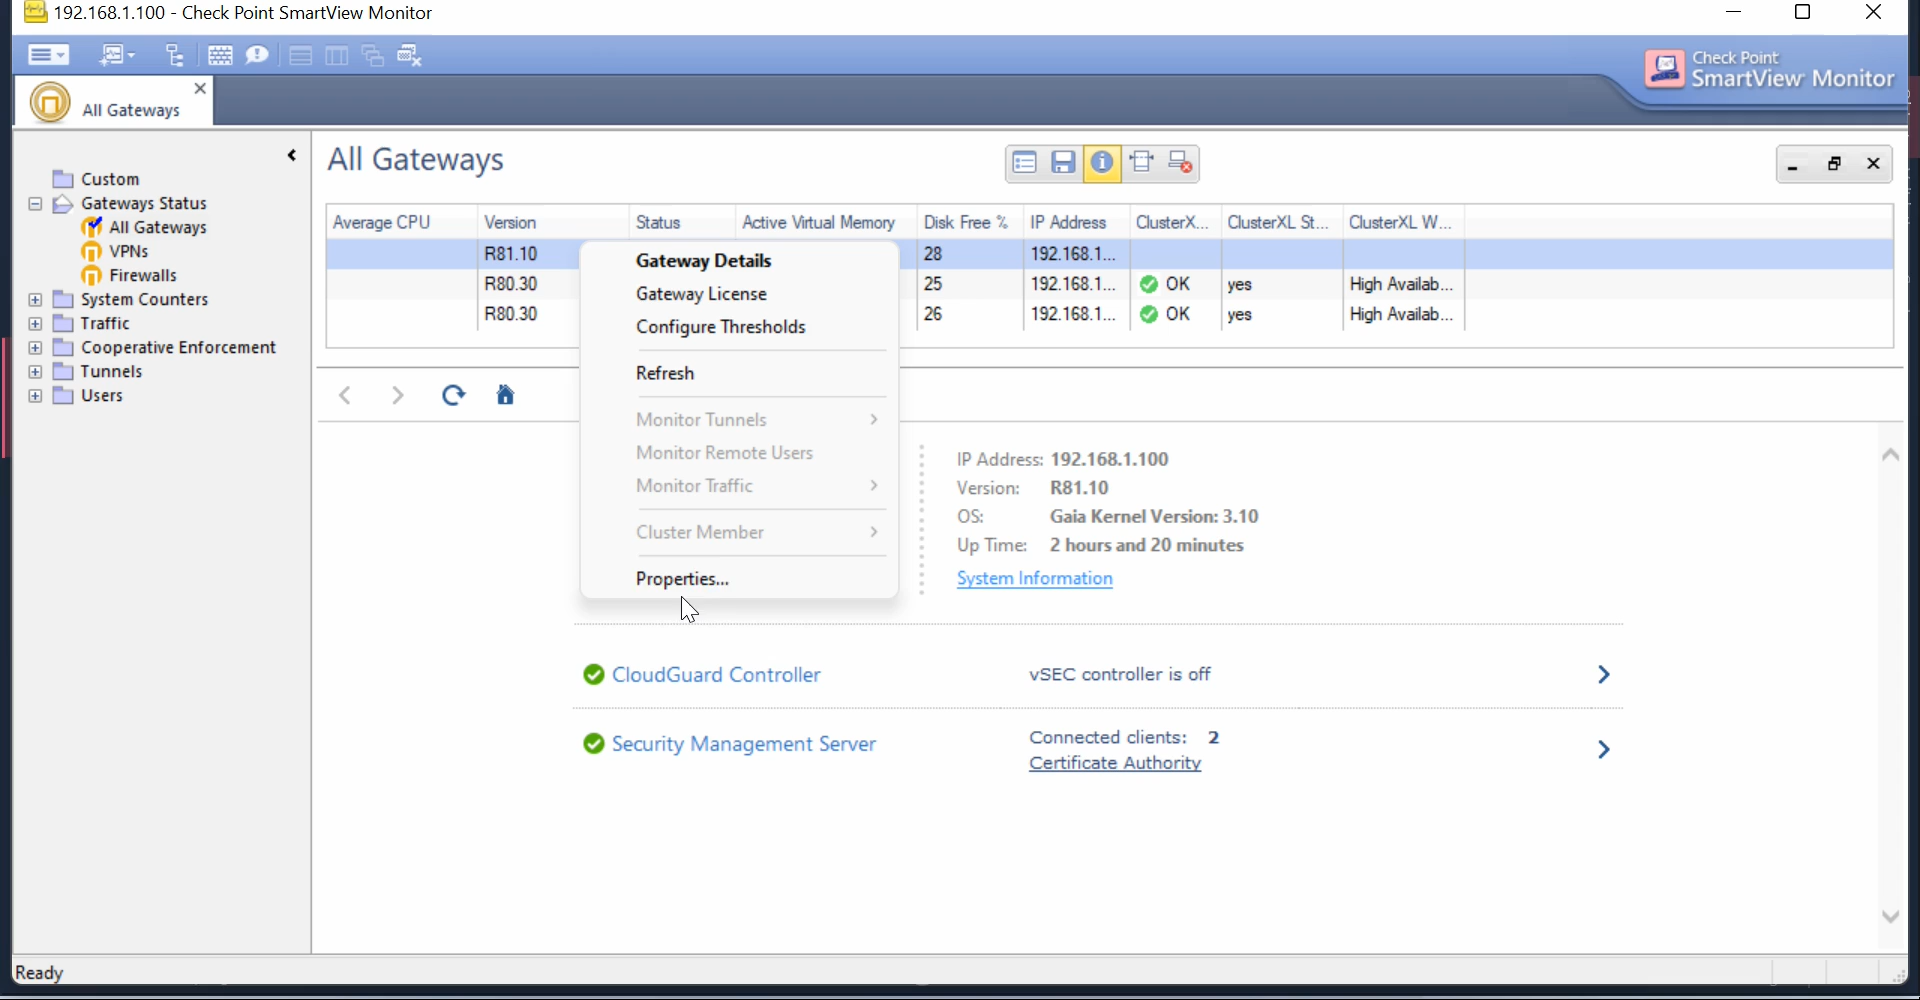 192.168.1.100 - Check Point SmartView Monitor
Check Point
SmartView Monitor
All Gateways
Custom
Gateways Status
All Gateways
VPNs
Firewalls
System Counters
Traffic
Cooperative Enforcement
Tunnels
Users
All Gateways
Average CPU Version Status Active Virtual Memory Disk Free % IP Address ClusterX... ClusterXL St... ClusterXL W...
R81.10 28 192.168.1...
R80.30 25 192.168.1... OK yes High Availab...
R80.30 26 192.168.1... OK yes High Availab...
Gateway Details
Gateway License
Configure Thresholds
Refresh
Monitor Tunnels
Monitor Remote Users
Monitor Traffic
Cluster Member
Properties...
IP Address: 192.168.1.100
Version: R81.10
OS: Gaia Kernel Version: 3.10
Up Time: 2 hours and 20 minutes
System Information
CloudGuard Controller vSEC controller is off
Security Management Server Connected clients: 2
Certificate Authority
Ready